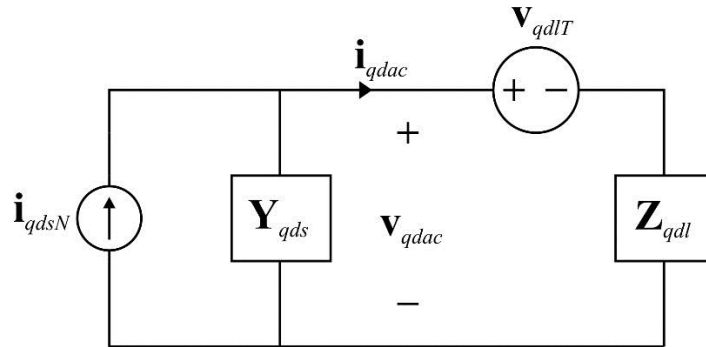 v_qdlT
i_qdac
+ −
+
i_qdsN
Y_qds
v_qdac
Z_qdl
−